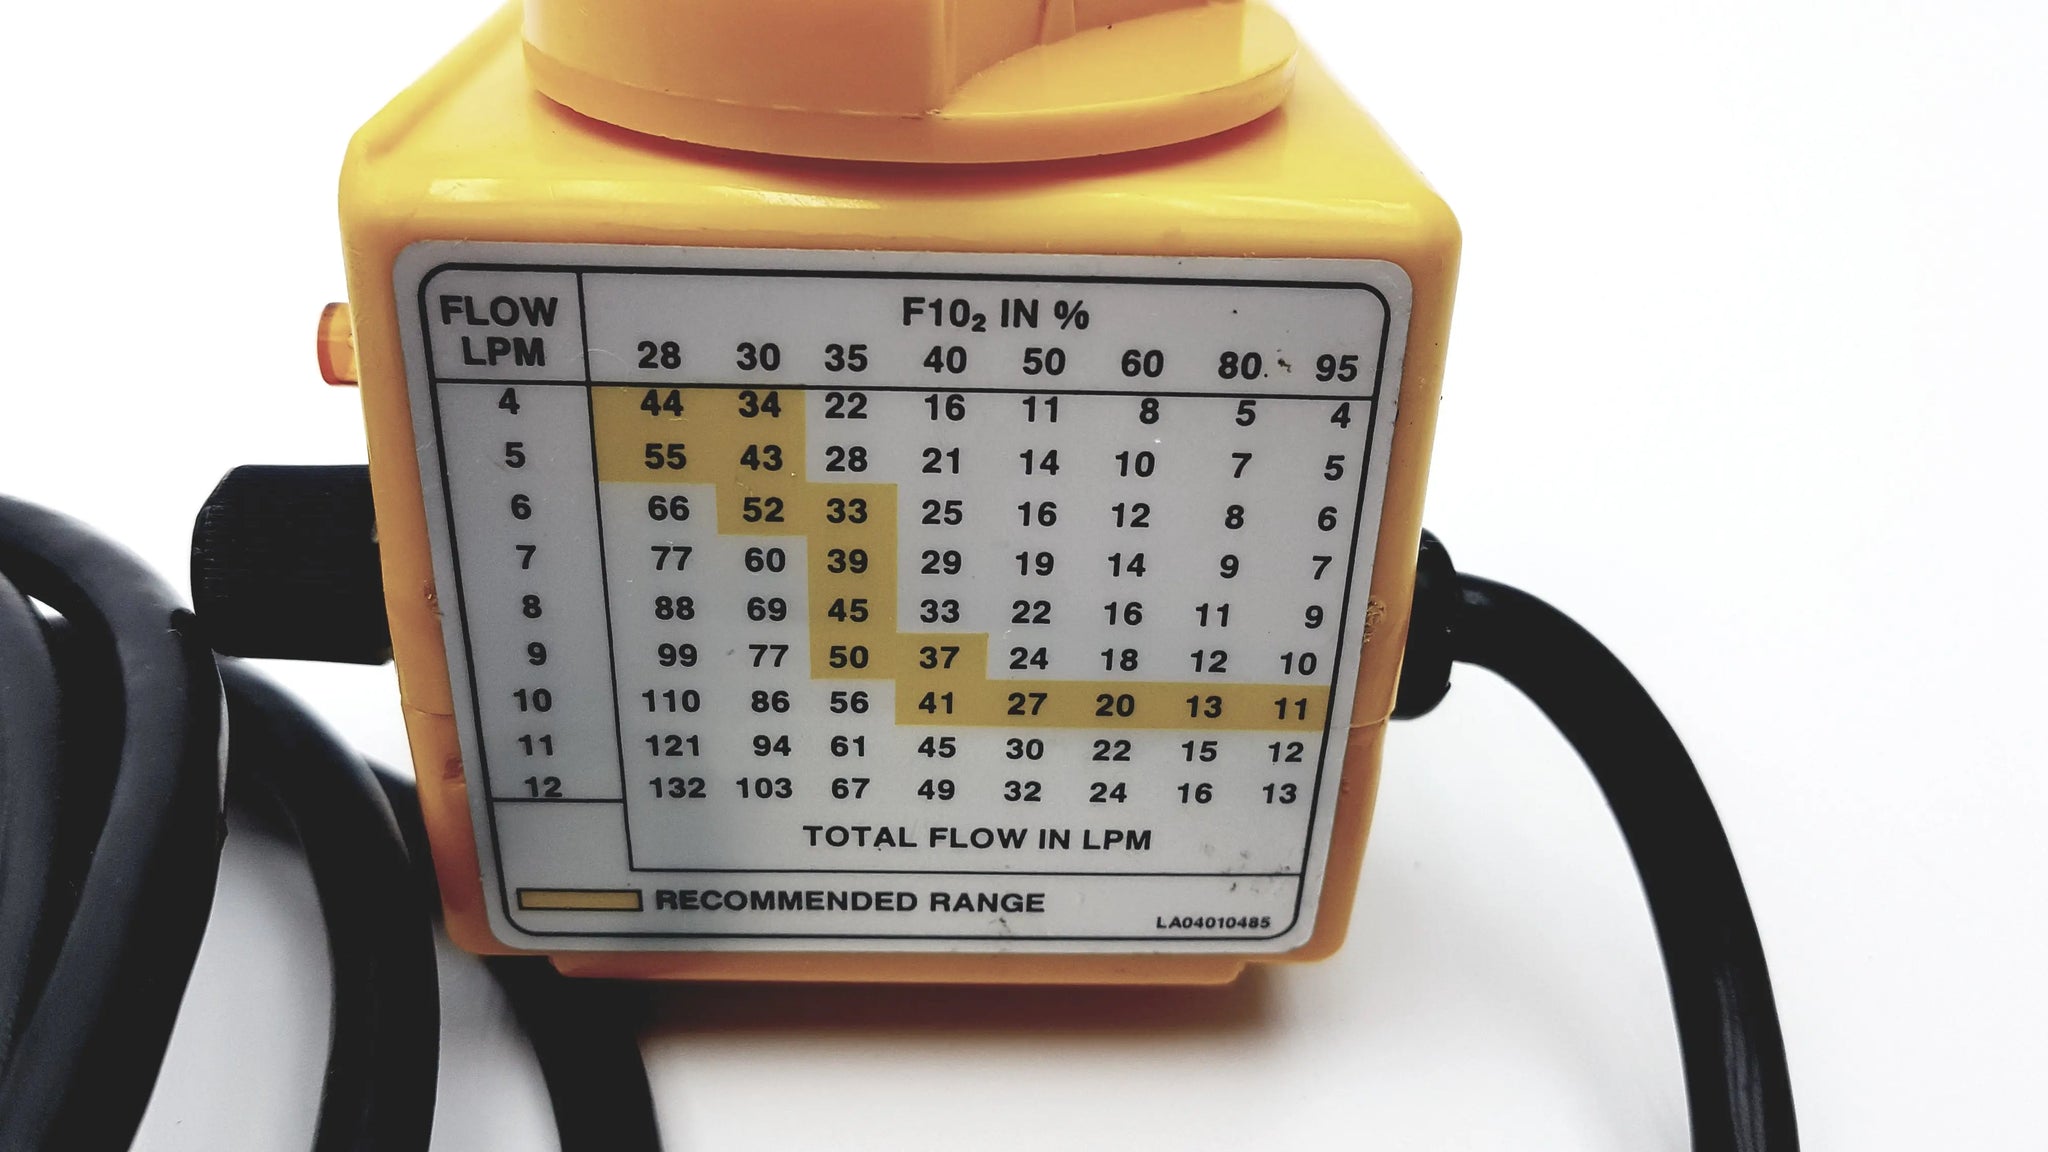 FLOW LPM
F10₂ IN %
28 30 35 40 50 60 80 95
4 44 34 22 16 11 8 5 4
5 55 43 28 21 14 10 7 5
6 66 52 33 25 16 12 8 6
7 77 60 39 29 19 14 9 7
8 88 69 45 33 22 16 11 9
9 99 77 50 37 24 18 12 10
10 110 86 56 41 27 20 13 11
11 121 94 61 45 30 22 15 12
12 132 103 67 49 32 24 16 13
TOTAL FLOW IN LPM
RECOMMENDED RANGE
LA04010485